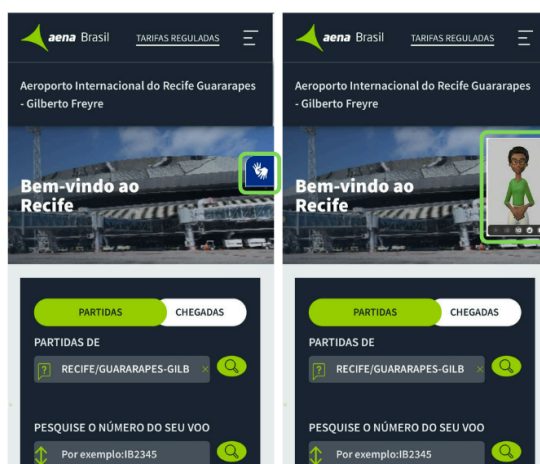 aena Brasil
TARIFAS REGULADAS
Aeroporto Internacional do Recife Guararapes
- Gilberto Freyre
Bem-vindo ao
Recife
PARTIDAS
CHEGADAS
PARTIDAS DE
RECIFE/GUARARAPES-GILB
PESQUISE O NÚMERO DO SEU VOO
Por exemplo:IB2345
aena Brasil
TARIFAS REGULADAS
Aeroporto Internacional do Recife Guararapes
- Gilberto Freyre
Bem-vindo ao
Recife
PARTIDAS
CHEGADAS
PARTIDAS DE
RECIFE/GUARARAPES-GILB
PESQUISE O NÚMERO DO SEU VOO
Por exemplo:IB2345